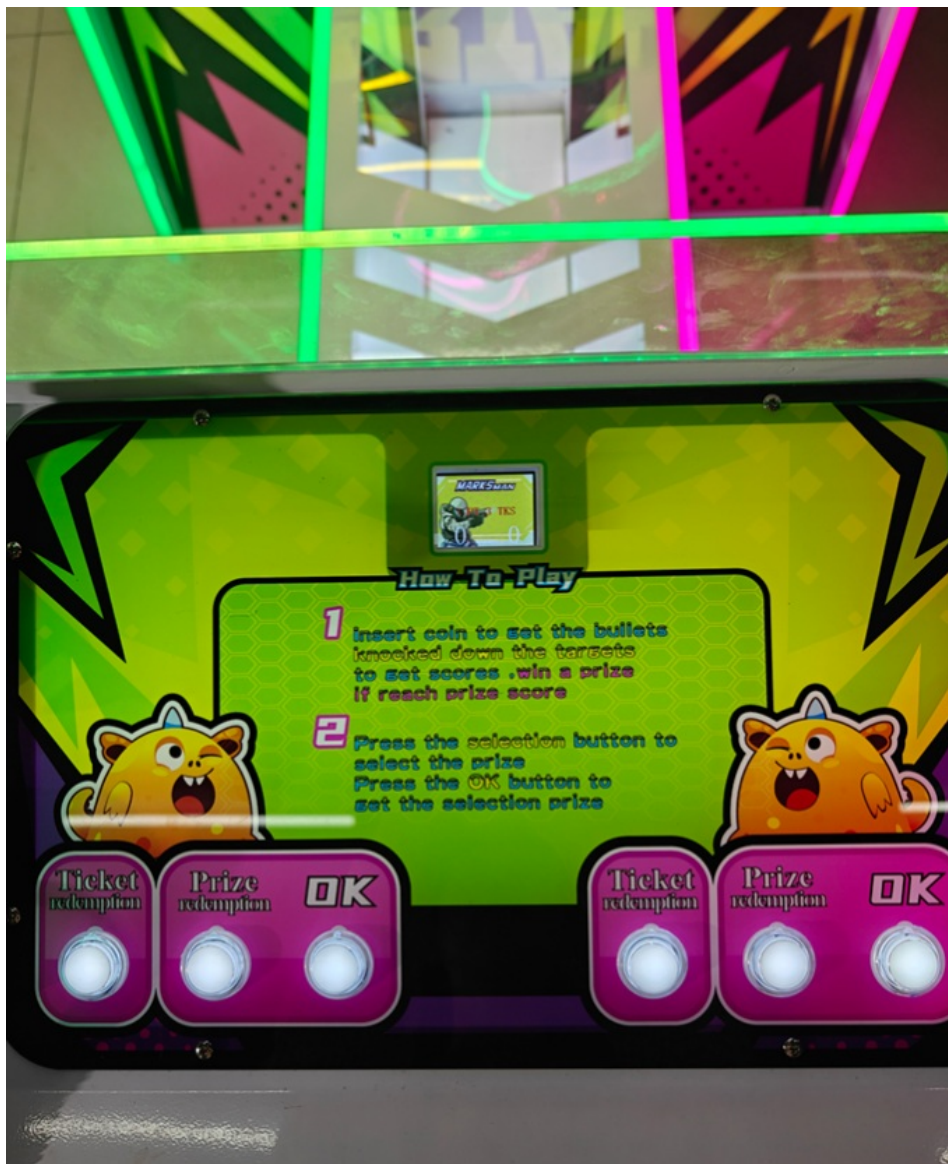 MARKSMAN
TKS
0 0
How To Play
1
insert coin to get the bullets
knocked down the targets
to get scores .win a prize
if reach prize score
2
Press the selection button to
select the prize
Press the OK button to
get the selection prize
Ticket
redemption
Prize
redemption
OK
Ticket
redemption
Prize
redemption
OK